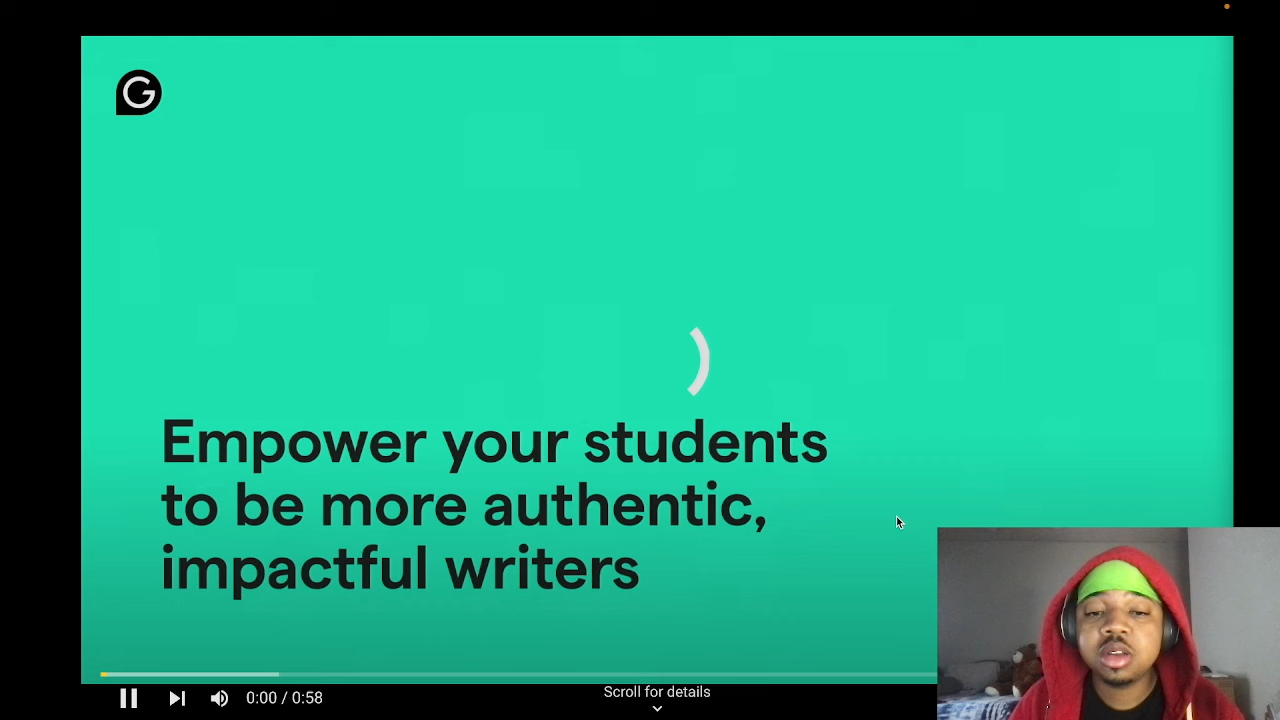 G
Empower your students
to be more authentic,
impactful writers
0:00 / 0:58
Scroll for details